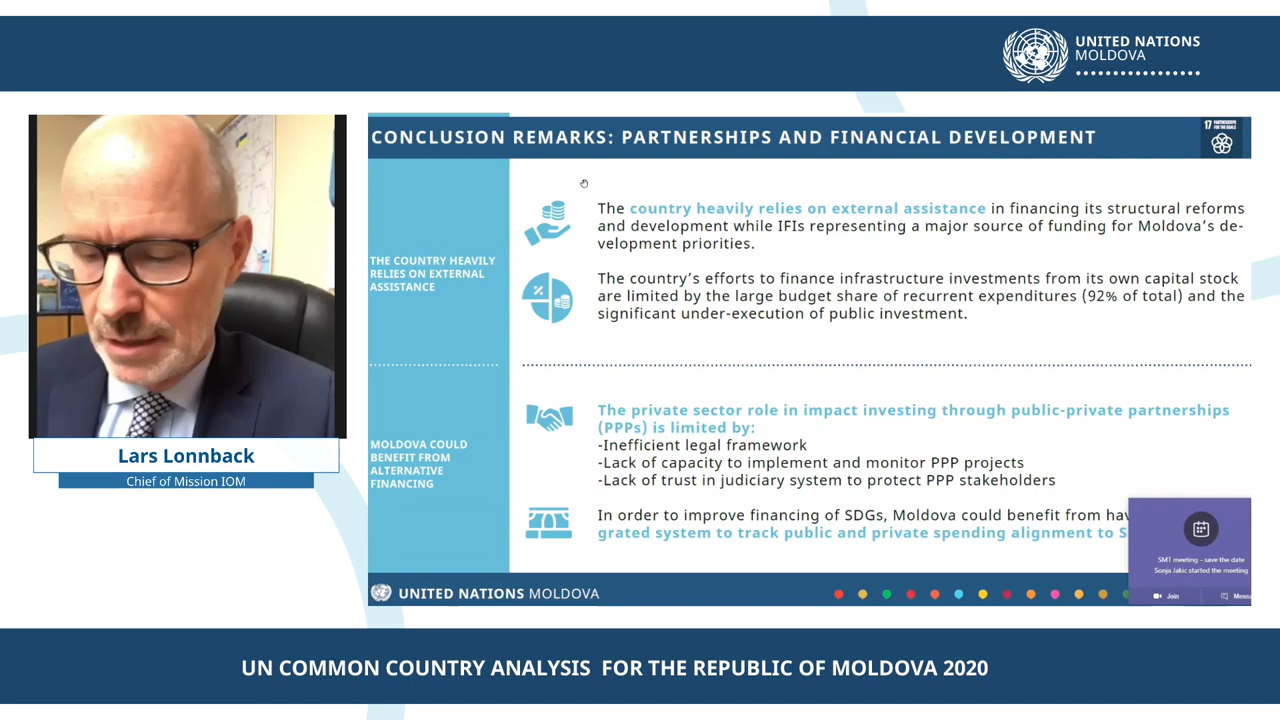 UNITED NATIONS
MOLDOVA
CONCLUSION REMARKS: PARTNERSHIPS AND FINANCIAL DEVELOPMENT
17 PARTNERSHIPS
FOR THE GOALS
THE COUNTRY HEAVILY
RELIES ON EXTERNAL
ASSISTANCE
The country heavily relies on external assistance in financing its structural reforms
and development while IFIs representing a major source of funding for Moldova's de-
velopment priorities.
The country's efforts to finance infrastructure investments from its own capital stock
are limited by the large budget share of recurrent expenditures (92% of total) and the
significant under-execution of public investment.
MOLDOVA COULD
BENEFIT FROM
ALTERNATIVE
FINANCING
The private sector role in impact investing through public-private partnerships
(PPPs) is limited by:
-Inefficient legal framework
-Lack of capacity to implement and monitor PPP projects
-Lack of trust in judiciary system to protect PPP stakeholders
In order to improve financing of SDGs, Moldova could benefit from
grated system to track public and private spending alignment to
SMT meeting - save the date
Sonja Jakic started the meeting
Join
UNITED NATIONS MOLDOVA
Lars Lonnback
Chief of Mission IOM
UN COMMON COUNTRY ANALYSIS FOR THE REPUBLIC OF MOLDOVA 2020